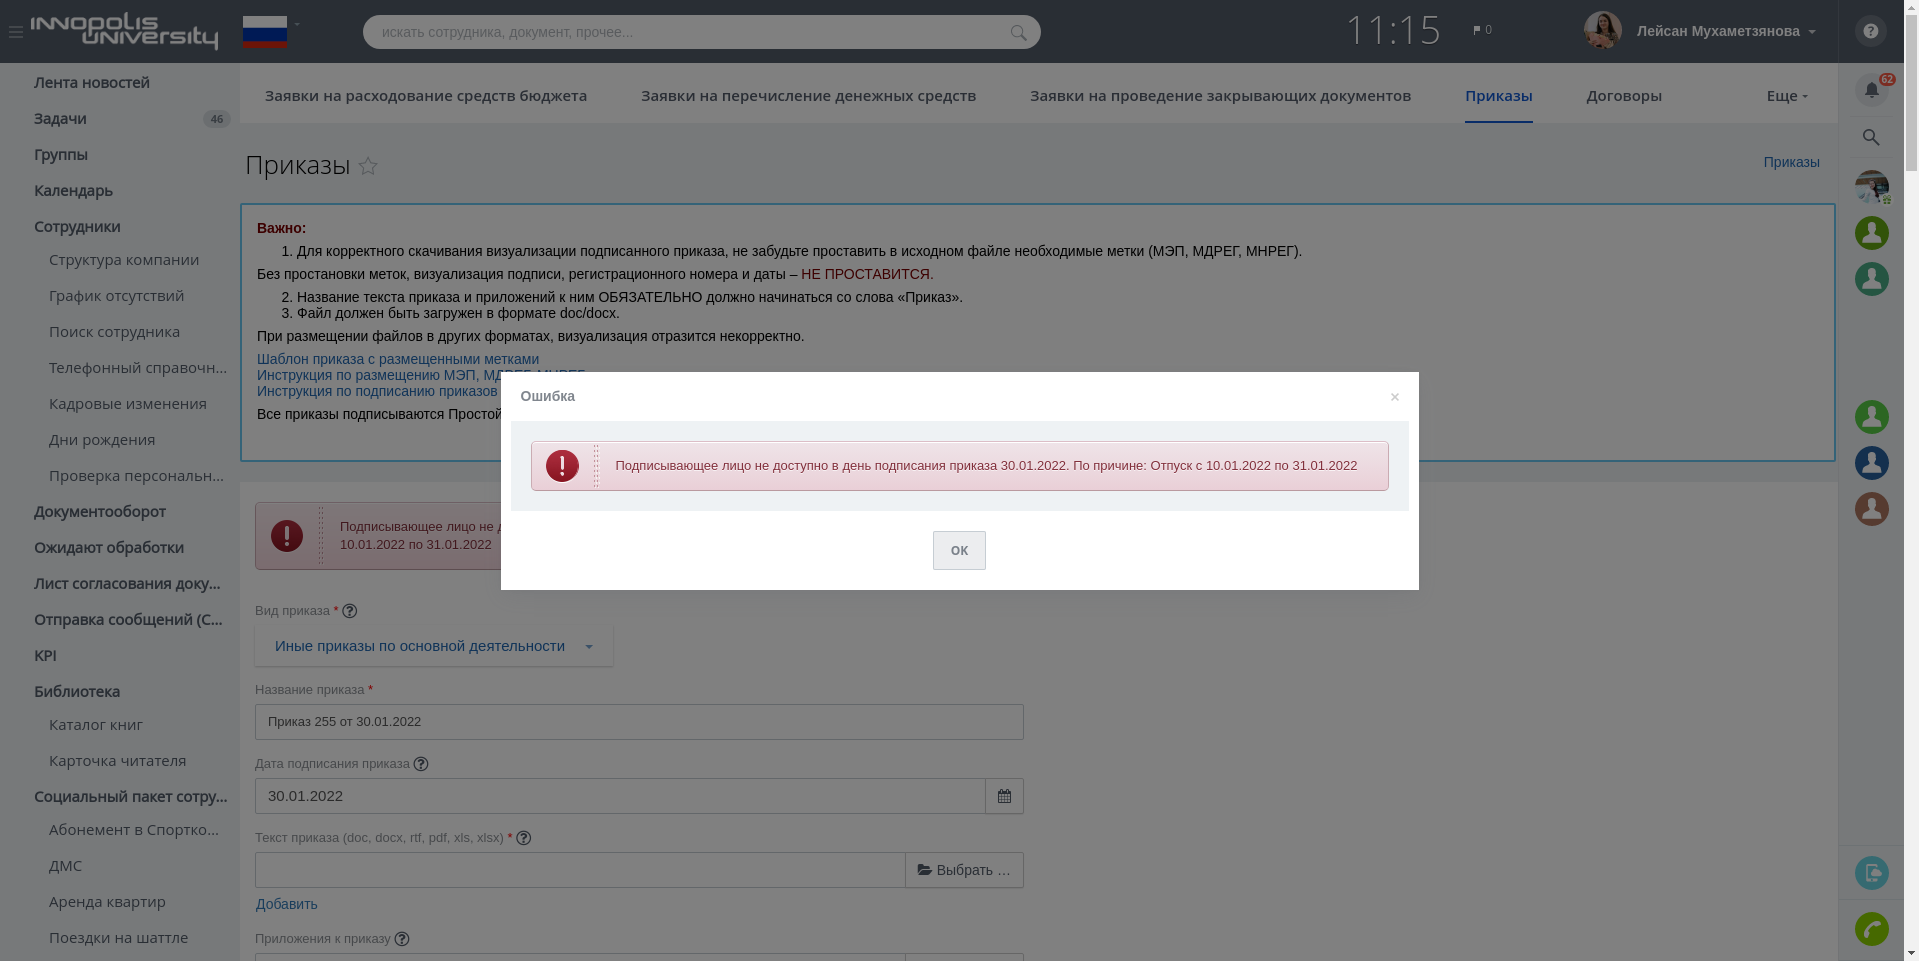 INNOPOLIS
UNIVERSITY
искать сотрудника, документ, прочее...
11:15
0
Лейсан Мухаметзянова
?
62
Лента новостей
Задачи
46
Группы
Календарь
Сотрудники
Структура компании
График отсутствий
Поиск сотрудника
Телефонный справочн...
Кадровые изменения
Дни рождения
Проверка персональн...
Документооборот
Ожидают обработки
Лист согласования доку...
Отправка сообщений (С...
KPI
Библиотека
Каталог книг
Карточка читателя
Социальный пакет сотру...
Абонемент в Спортко...
ДМС
Аренда квартир
Поездки на шаттле
Заявки на расходование средств бюджета
Заявки на перечисление денежных средств
Заявки на проведение закрывающих документов
Приказы
Договоры
Еще
Приказы
Приказы
Важно:
1. Для корректного скачивания визуализации подписанного приказа, не забудьте проставить в исходном файле необходимые метки (МЭП, МДРЕГ, МНРЕГ).
Без простановки меток, визуализация подписи, регистрационного номера и даты – НЕ ПРОСТАВИТСЯ.
2. Название текста приказа и приложений к ним ОБЯЗАТЕЛЬНО должно начинаться со слова «Приказ».
3. Файл должен быть загружен в формате doc/docx.
При размещении файлов в других форматах, визуализация отразится некорректно.
Шаблон приказа с размещенными метками
Инструкция по размещению МЭП, МДРЕГ, МНРЕГ
Инструкция по подписанию приказов
Все приказы подписываются Простой
Ошибка
×
Подписывающее лицо не доступно в день подписания приказа 30.01.2022. По причине: Отпуск с 10.01.2022 по 31.01.2022
ОК
Подписывающее лицо не д
10.01.2022 по 31.01.2022
Вид приказа * ?
Иные приказы по основной деятельности
Название приказа *
Приказ 255 от 30.01.2022
Дата подписания приказа ?
30.01.2022
Текст приказа (doc, docx, rtf, pdf, xls, xlsx) * ?
Выбрать ...
Добавить
Приложения к приказу ?